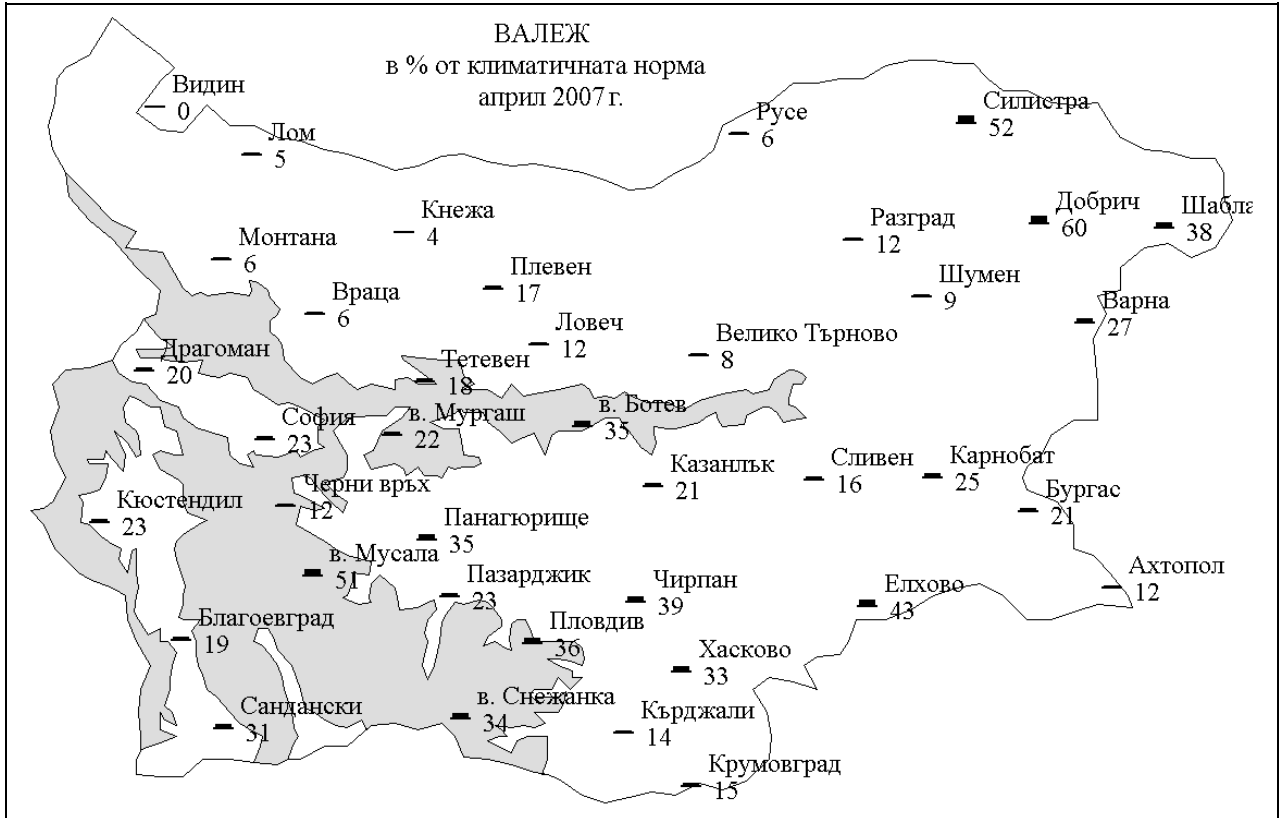 ВАЛЕЖ
в % от климатичната норма
април 2007 г.
Видин
0
Лом
5
Русе
6
Силистра
52
Кнежа
4
Разград
12
Добрич
60
Шабла
38
Монтана
6
Плевен
17
Шумен
9
Враца
6
Варна
27
Ловеч
12
Велико Търново
8
Драгоман
20
Тетевен
18
в. Мургаш
22
в. Ботев
35
София
23
Казанлък
21
Сливен
16
Карнобат
25
Бургас
21
Черни връх
12
Кюстендил
23
Панагюрище
35
в. Мусала
51
Пазарджик
23
Чирпан
39
Елхово
43
Ахтопол
12
Благоевград
19
Пловдив
36
Хасково
33
Сандански
31
в. Снежанка
34
Кърджали
14
Крумовград
15